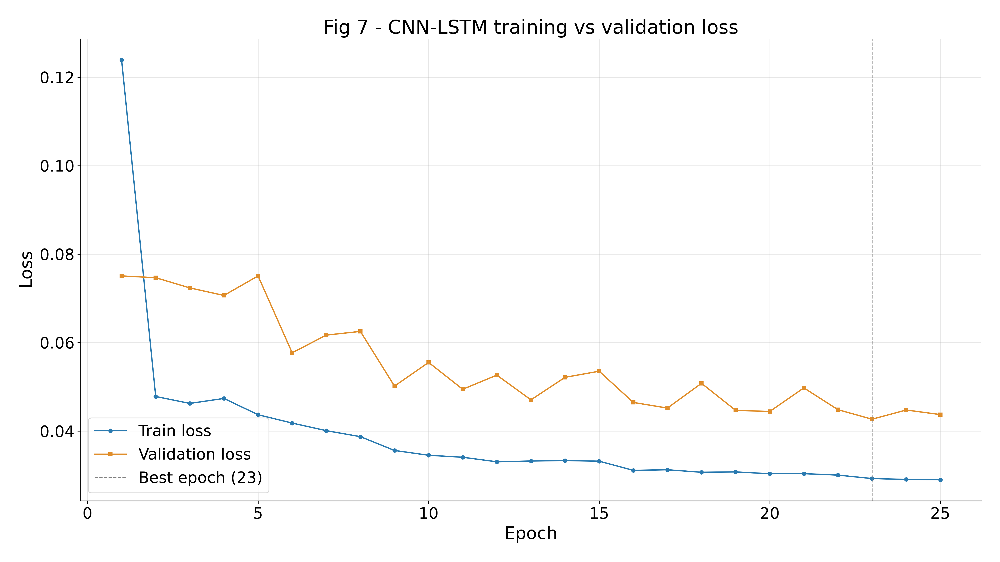 Fig 7 - CNN-LSTM training vs validation loss
0.12
0.10
0.08
0.06
0.04
Loss
Train loss
Validation loss
Best epoch (23)
0 5 10 15 20 25
Epoch